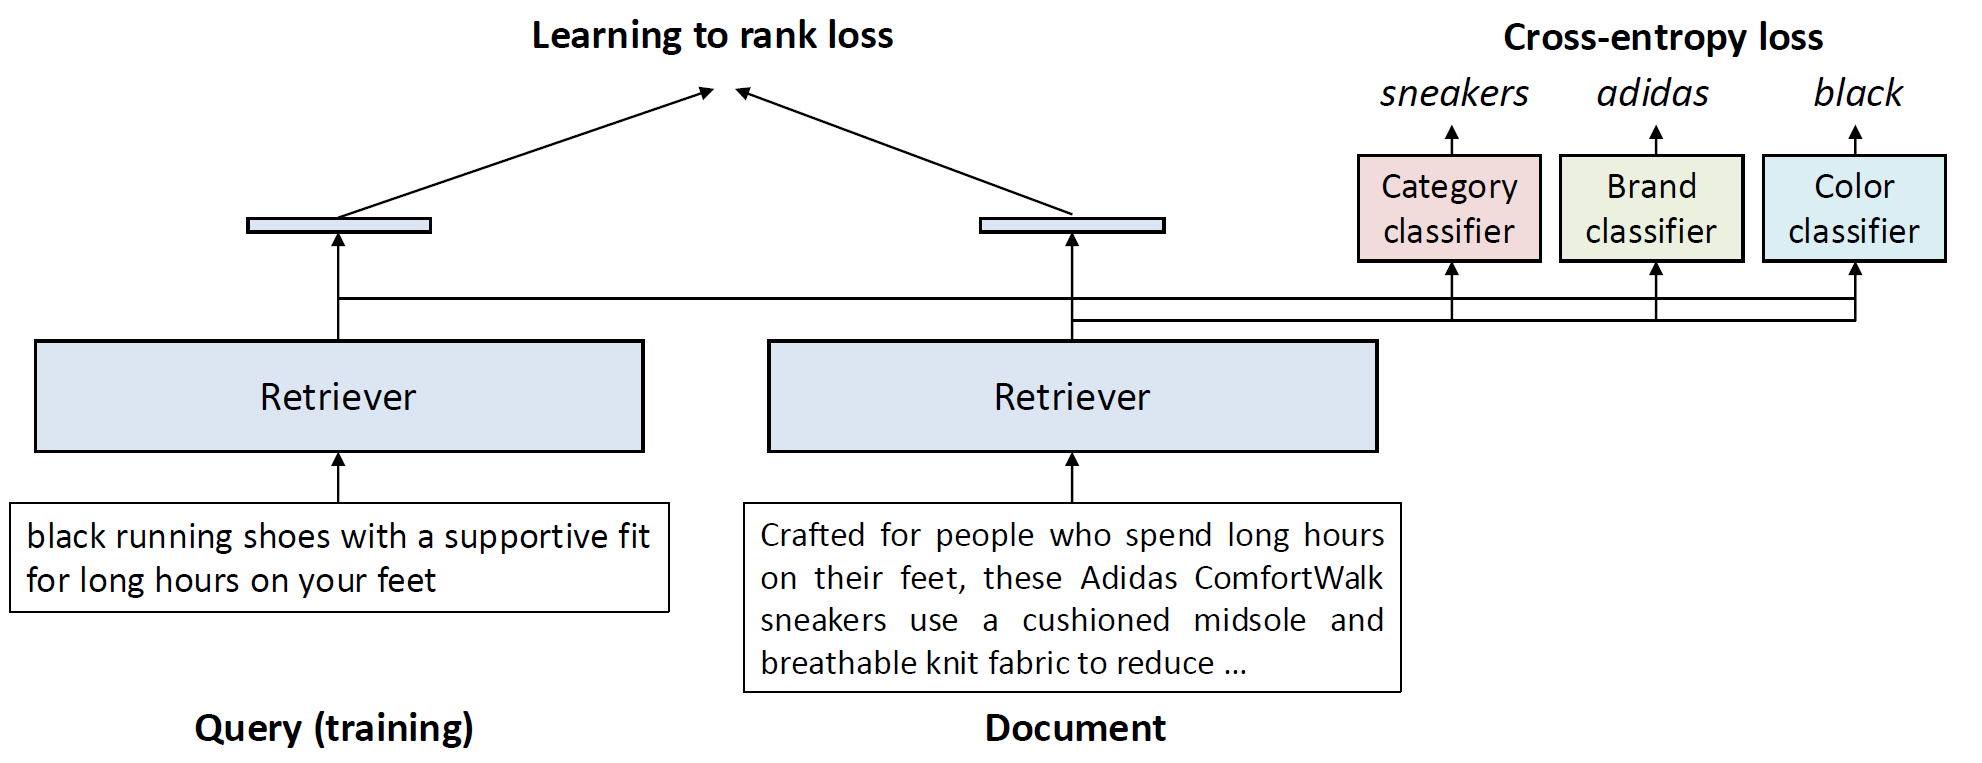 Learning to rank loss
Cross-entropy loss
sneakers
adidas
black
Category
classifier
Brand
classifier
Color
classifier
Retriever
Retriever
black running shoes with a supportive fit
for long hours on your feet
Crafted for people who spend long hours
on their feet, these Adidas ComfortWalk
sneakers use a cushioned midsole and
breathable knit fabric to reduce ...
Query (training)
Document